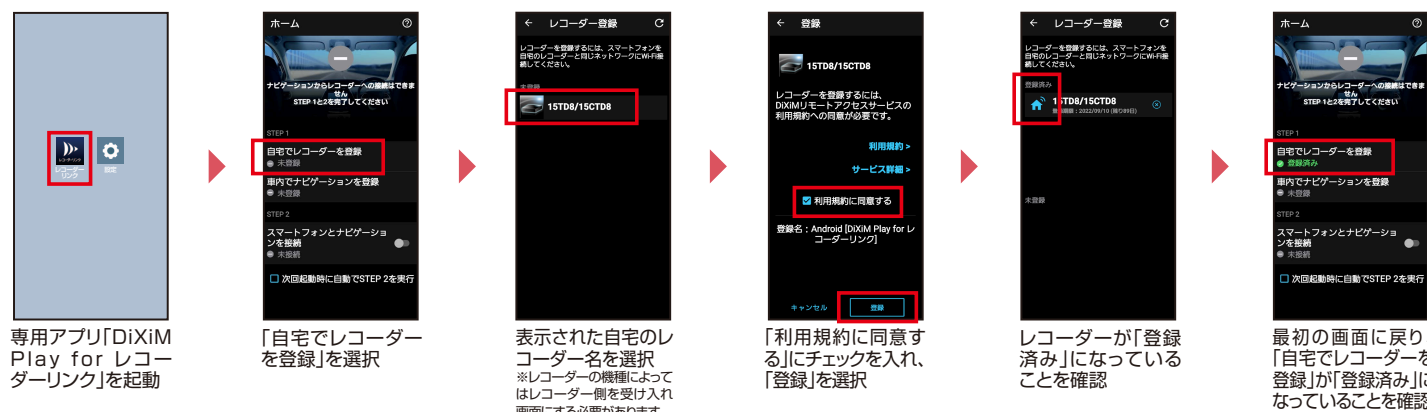 レコーダー
リンク
設定
専用アプリ「DiXiM
Play for レコー
ダーリンク」を起動
ホーム
ナビゲーションからレコーダーへの接続はできま
せん
STEP 1と2を完了してください
STEP 1
自宅でレコーダーを登録
未登録
車内でナビゲーションを登録
未登録
STEP 2
スマートフォンとナビゲーショ
ンを接続
未接続
次回起動時に自動でSTEP 2を実行
「自宅でレコーダー
を登録」を選択
レコーダー登録
レコーダーを登録するには、スマートフォンを
自宅のレコーダーと同じネットワークにWi-Fi接
続してください。
未登録
15TD8/15CTD8
表示された自宅のレ
コーダー名を選択
※レコーダーの機種によって
はレコーダー側を受け入れ
画面にする必要があります
登録
15TD8/15CTD8
レコーダーを登録するには、
DiXiMリモートアクセスサービスの
利用規約への同意が必要です。
利用規約 >
サービス詳細 >
利用規約に同意する
登録名：Android [DiXiM Play for レ
コーダーリンク]
キャンセル
登録
「利用規約に同意す
る」にチェックを入れ、
「登録」を選択
レコーダー登録
レコーダーを登録するには、スマートフォンを
自宅のレコーダーと同じネットワークにWi-Fi接
続してください。
登録済み
15TD8/15CTD8
登録期限：2022/09/10 (残り89日)
未登録
レコーダーが「登録
済み」になっている
ことを確認
ホーム
ナビゲーションからレコーダーへの接続はできま
せん
STEP 1と2を完了してください
STEP 1
自宅でレコーダーを登録
登録済み
車内でナビゲーションを登録
未登録
STEP 2
スマートフォンとナビゲーショ
ンを接続
未接続
次回起動時に自動でSTEP 2を実行
最初の画面に戻り
「自宅でレコーダーを
登録」が「登録済み」に
なっていることを確認